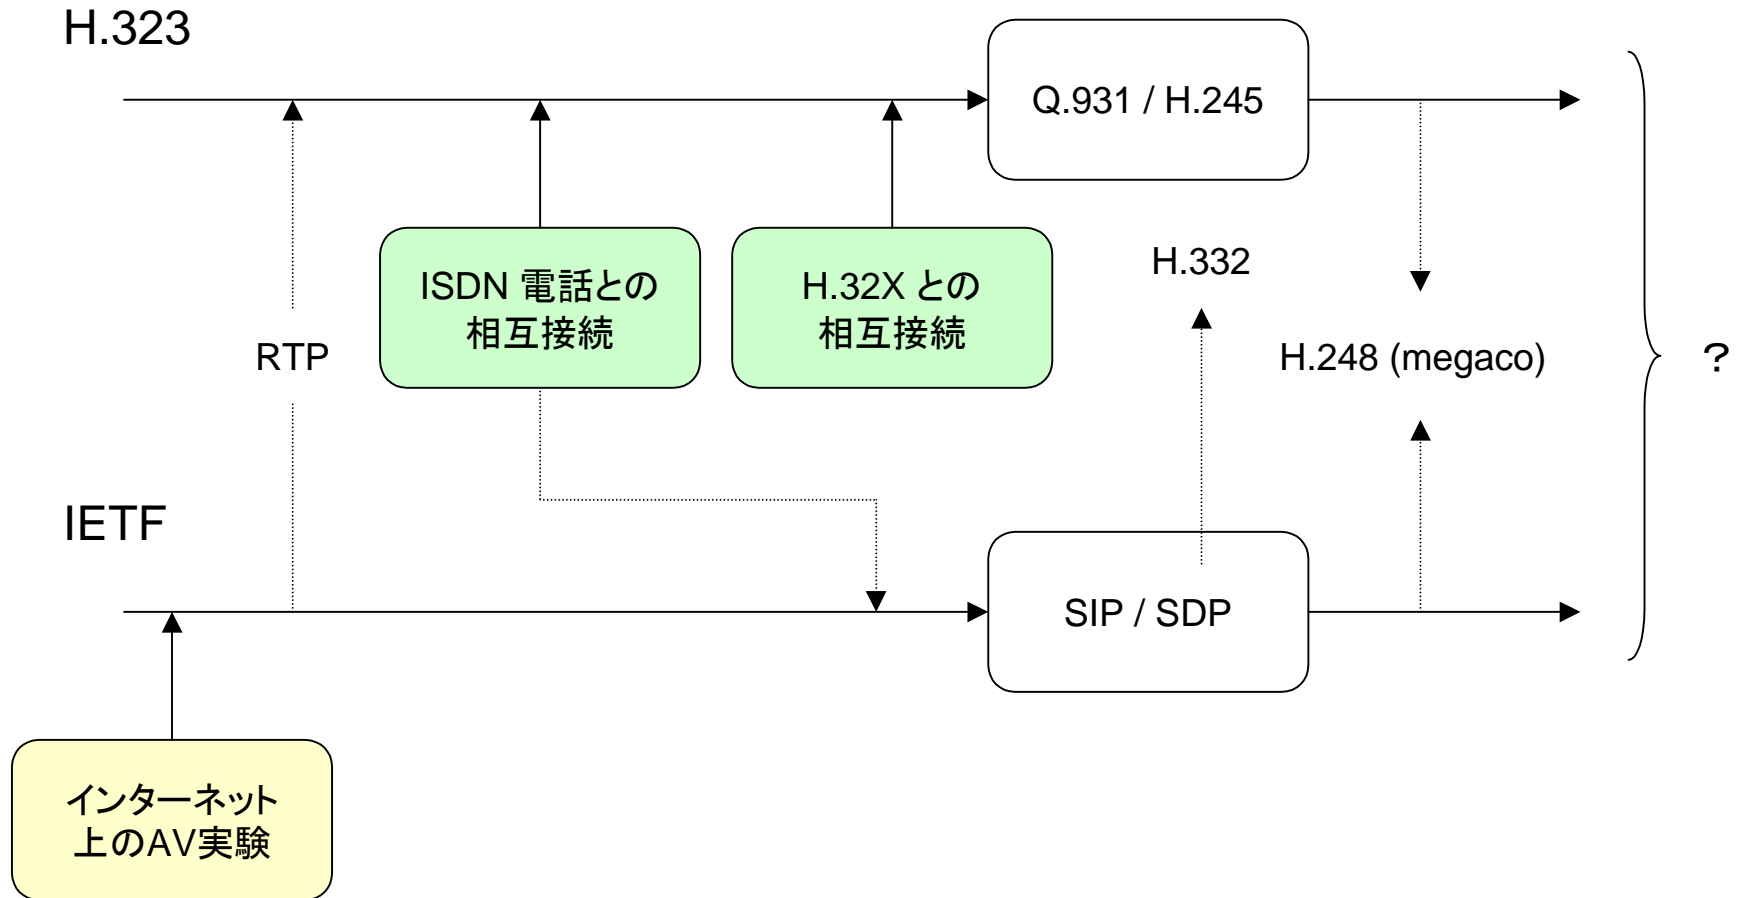 H.323
Q.931 / H.245
ISDN 電話との
相互接続
H.32X との
相互接続
H.332
RTP
H.248 (megaco)
?
IETF
SIP / SDP
インターネット
上のAV実験